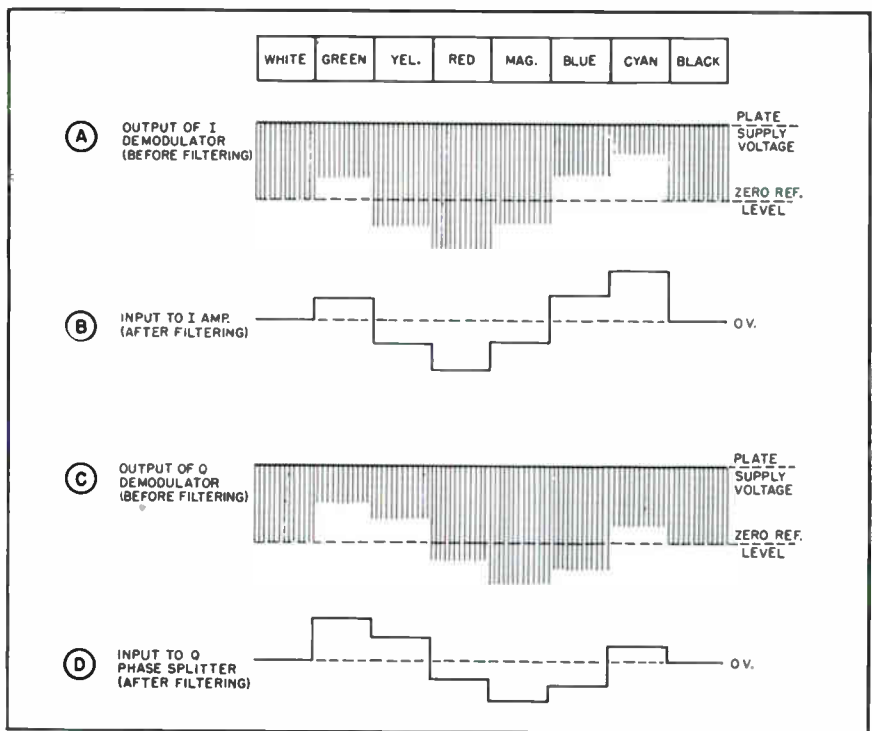 WHITE GREEN YEL. RED MAG. BLUE CYAN BLACK
A
OUTPUT OF I
DEMODULATOR
(BEFORE FILTERING)
PLATE
SUPPLY
VOLTAGE
ZERO REF.
LEVEL
B
INPUT TO I AMP.
(AFTER FILTERING)
O V.
C
OUTPUT OF Q
DEMODULATOR
(BEFORE FILTERING)
PLATE
SUPPLY
VOLTAGE
ZERO REF.
LEVEL
D
INPUT TO Q
PHASE SPLITTER
(AFTER FILTERING)
O V.